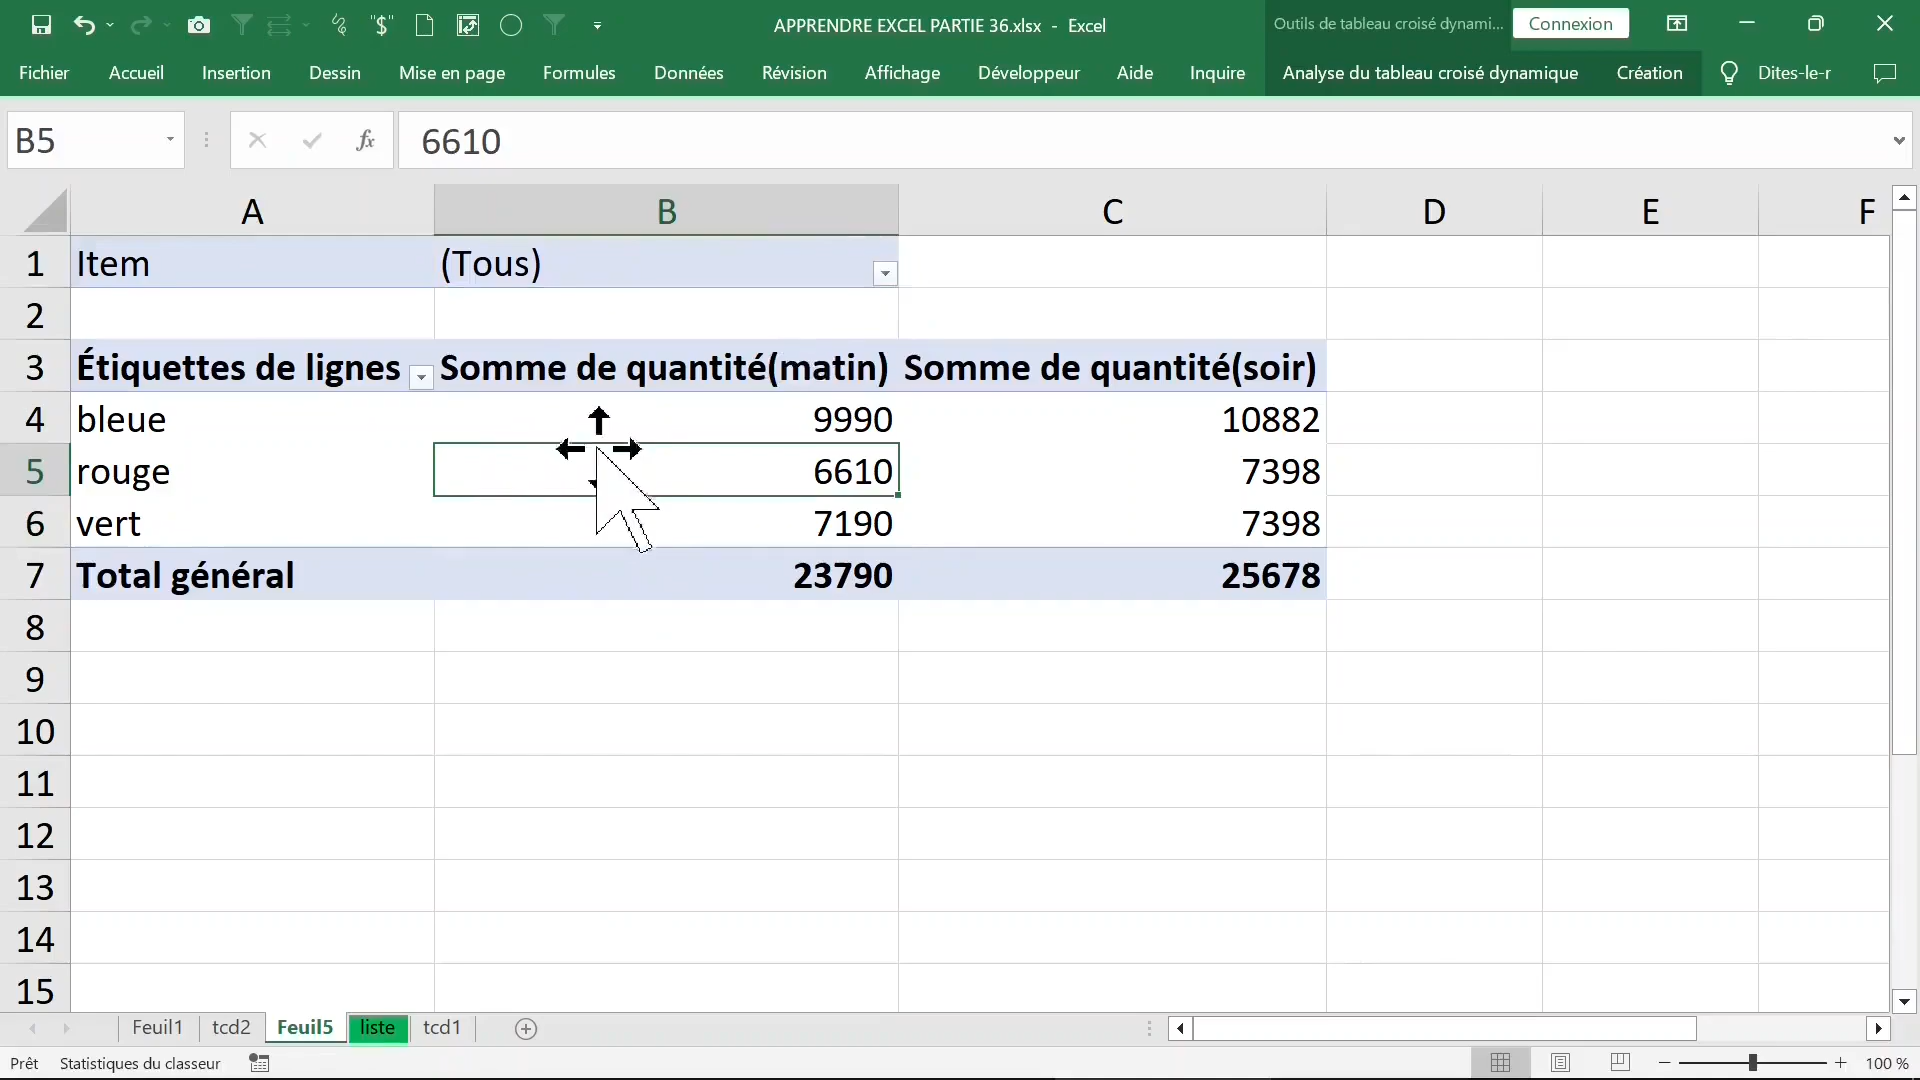 "$" APPRENDRE EXCEL PARTIE 36.xlsx - Excel Outils de tableau croisé dynami... Connexion
Fichier Accueil Insertion Dessin Mise en page Formules Données Révision Affichage Développeur Aide Inquire Analyse du tableau croisé dynamique Création Dites-le-r
B5 fx 6610
A B C D E F
1 Item (Tous)
2
3 Étiquettes de lignes Somme de quantité(matin) Somme de quantité(soir)
4 bleue 9990 10882
5 rouge 6610 7398
6 vert 7190 7398
7 Total général 23790 25678
8
9
10
11
12
13
14
15
Feuil1 tcd2 Feuil5 liste tcd1
Prêt Statistiques du classeur 100 %